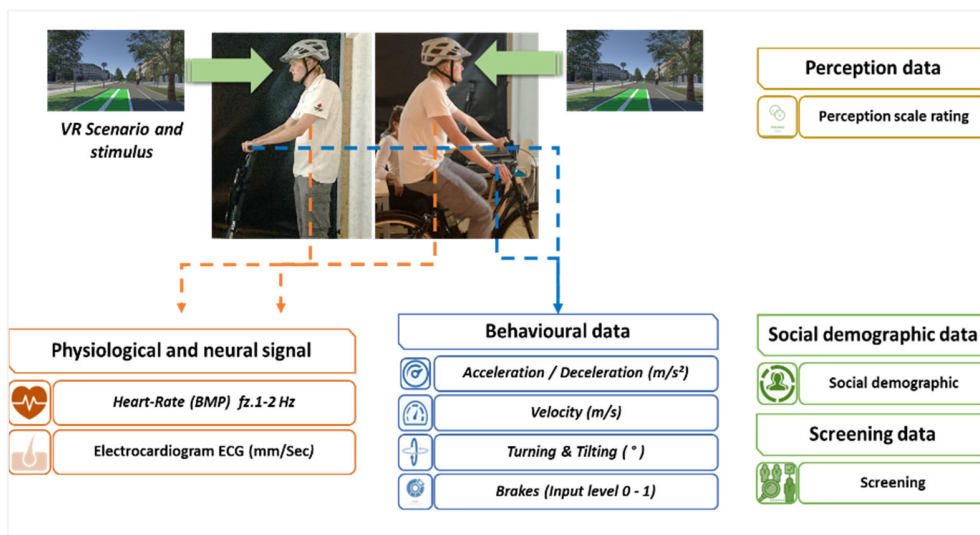 VR Scenario and
stimulus
Perception data
Perception scale rating
Physiological and neural signal
Heart-Rate (BMP) fz.1-2 Hz
Electrocardiogram ECG (mm/Sec)
Behavioural data
Acceleration / Deceleration (m/s²)
Velocity (m/s)
Turning & Tilting ( ° )
Brakes (Input level 0 - 1)
Social demographic data
Social demographic
Screening data
Screening